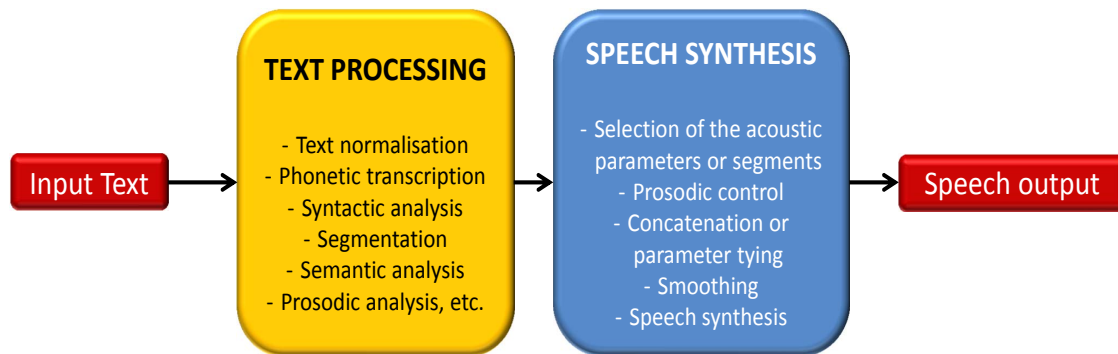 Input Text
TEXT PROCESSING
- Text normalisation
- Phonetic transcription
- Syntactic analysis
- Segmentation
- Semantic analysis
- Prosodic analysis, etc.
SPEECH SYNTHESIS
- Selection of the acoustic
parameters or segments
- Prosodic control
- Concatenation or
parameter tying
- Smoothing
- Speech synthesis
Speech output